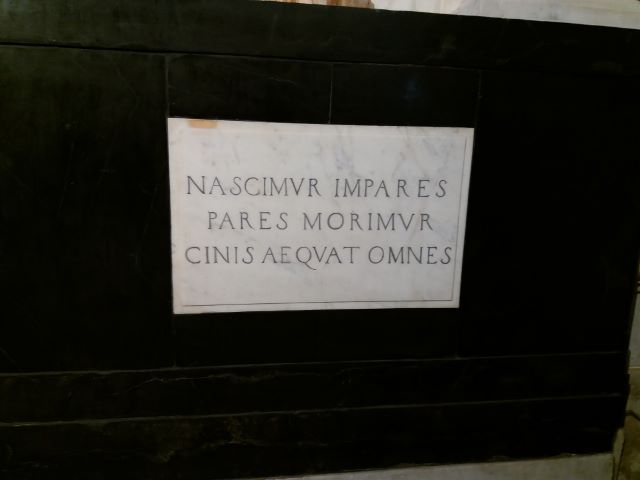 NASCIMVR IMPARES
PARES MORIMVR
CINIS AEQVAT OMNES